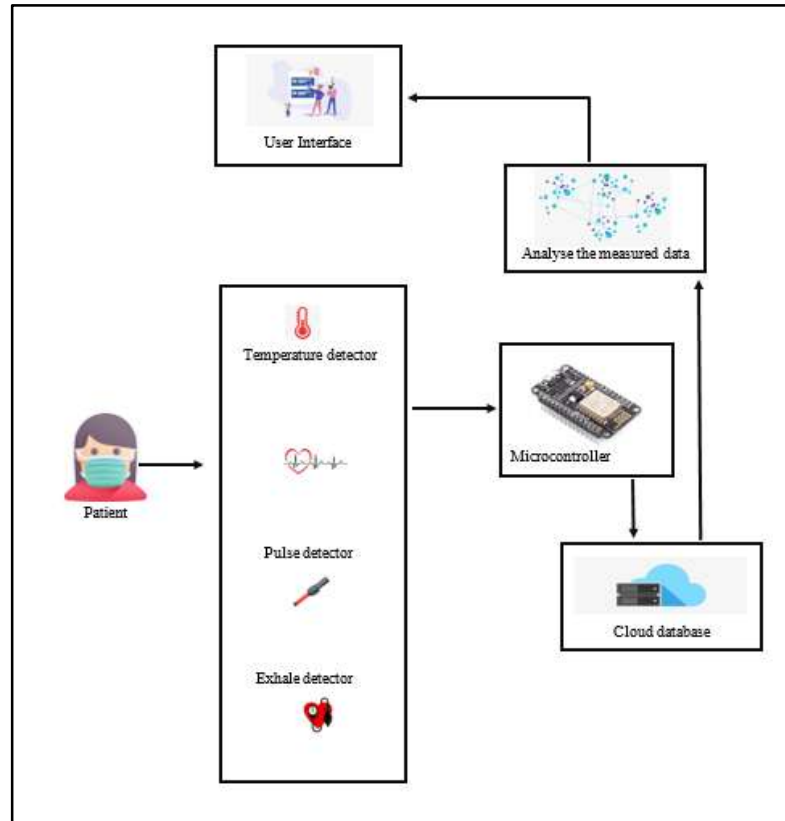 User Interface
Analyse the measured data
Temperature detector
Microcontroller
Patient
Pulse detector
Cloud database
Exhale detector